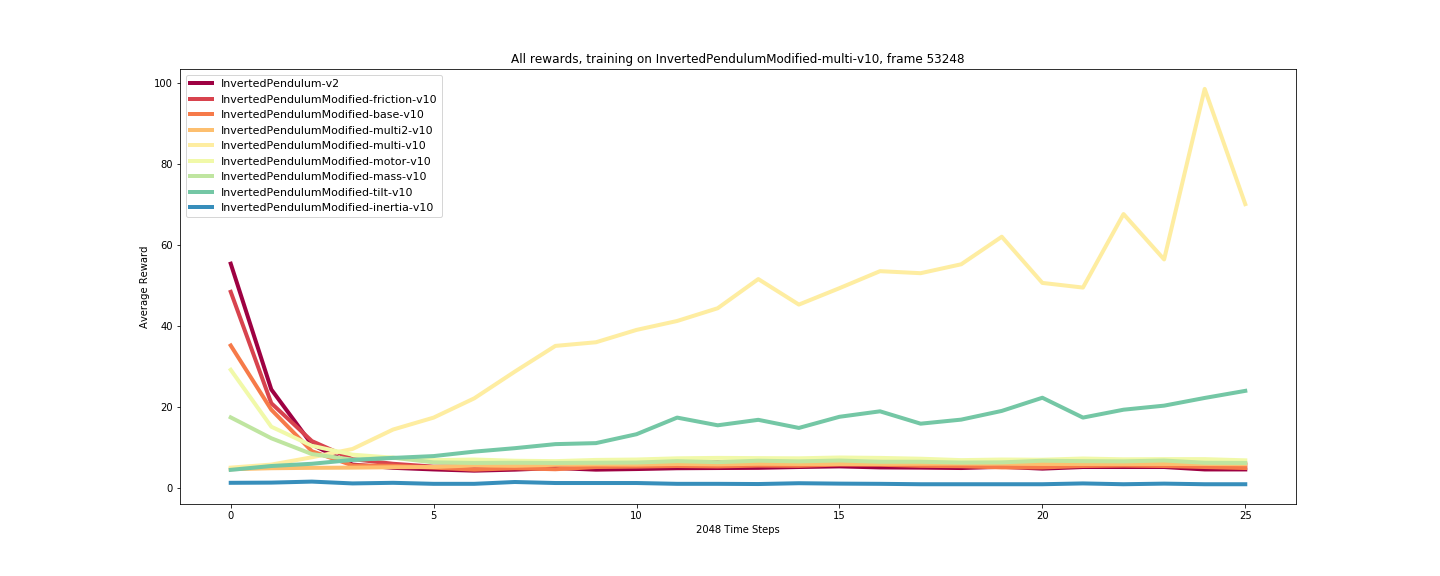 All rewards, training on InvertedPendulumModified-multi-v10, frame 53248
InvertedPendulum-v2
InvertedPendulumModified-friction-v10
InvertedPendulumModified-base-v10
InvertedPendulumModified-multi2-v10
InvertedPendulumModified-multi-v10
InvertedPendulumModified-motor-v10
InvertedPendulumModified-mass-v10
InvertedPendulumModified-tilt-v10
InvertedPendulumModified-inertia-v10
100
80
60
40
20
0
Average Reward
0 5 10 15 20 25
2048 Time Steps